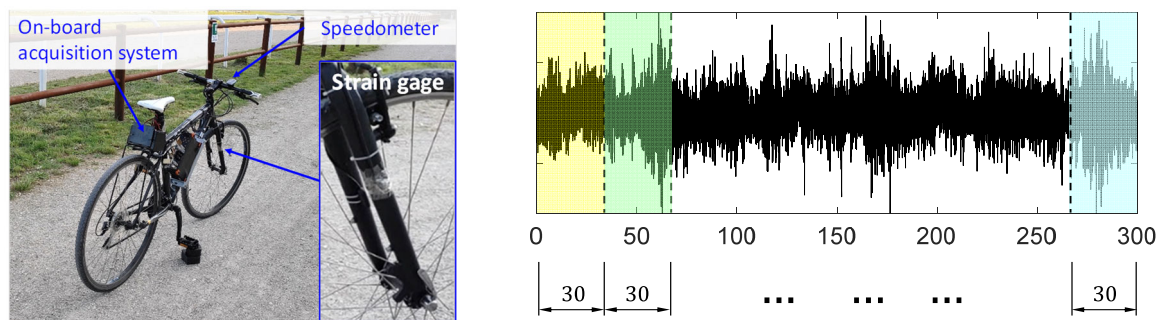 On-board
acquisition system
Speedometer
Strain gage
0 50 100 150 200 250 300
30 30 ... ... ... 30